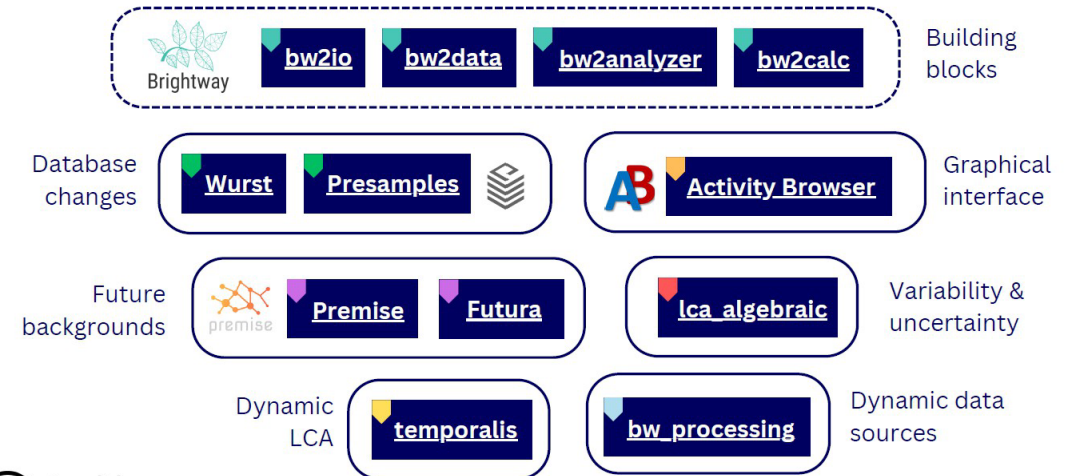 Building
blocks
Brightway
bw2io
bw2data
bw2analyzer
bw2calc
Database
changes
Wurst
Presamples
AB
Activity Browser
Graphical
interface
Future
backgrounds
premise
Premise
Futura
lca_algebraic
Variability &
uncertainty
Dynamic
LCA
temporalis
bw_processing
Dynamic data
sources